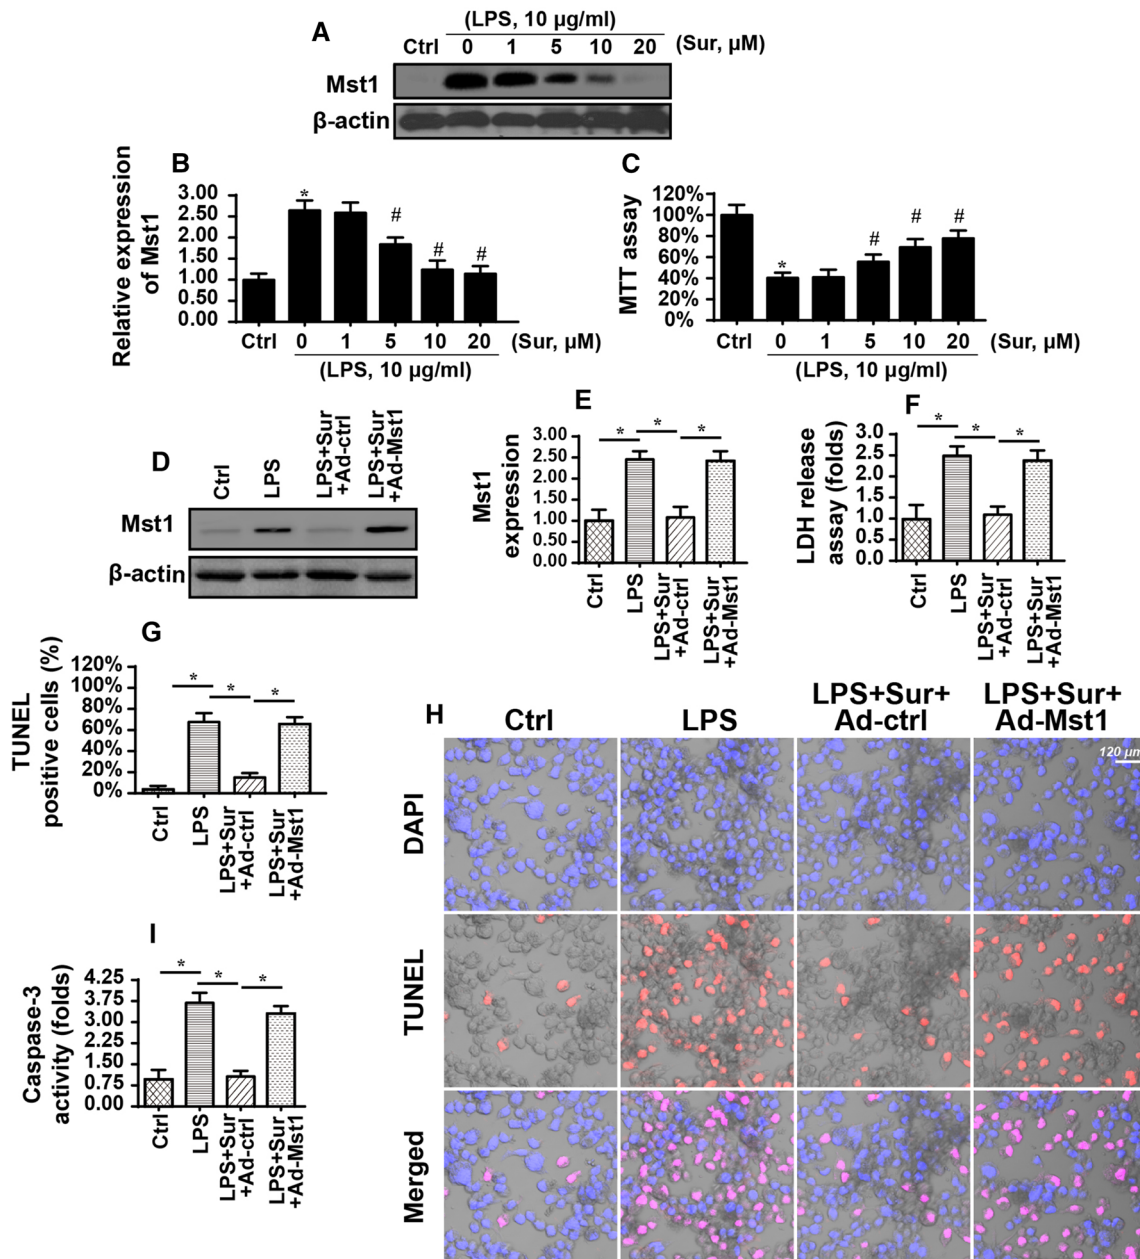 A
(LPS, 10 µg/ml)
Ctrl 0 1 5 10 20 (Sur, µM)
Mst1
β-actin
B
Relative expression
of Mst1
3.00
2.50
2.00
1.50
1.00
0.50
0.00
*
#
#
#
Ctrl 0 1 5 10 20 (Sur, µM)
(LPS, 10 µg/ml)
C
MTT assay
120%
100%
80%
60%
40%
20%
0%
*
#
#
#
Ctrl 0 1 5 10 20 (Sur, µM)
(LPS, 10 µg/ml)
D
Ctrl
LPS
LPS+Sur
+Ad-ctrl
LPS+Sur
+Ad-Mst1
Mst1
β-actin
E
Mst1
expression
3.00
2.50
2.00
1.50
1.00
0.50
0.00
*
*
*
Ctrl
LPS
LPS+Sur
+Ad-ctrl
LPS+Sur
+Ad-Mst1
F
LDH release
assay (folds)
3.0
2.5
2.0
1.5
1.0
0.5
0.0
*
*
*
Ctrl
LPS
LPS+Sur
+Ad-ctrl
LPS+Sur
+Ad-Mst1
G
TUNEL
positive cells (%)
120%
100%
80%
60%
40%
20%
0%
*
*
*
Ctrl
LPS
LPS+Sur
+Ad-ctrl
LPS+Sur
+Ad-Mst1
H
Ctrl
LPS
LPS+Sur+
Ad-ctrl
LPS+Sur+
Ad-Mst1
120 µm
DAPI
TUNEL
Merged
I
Caspase-3
activity (folds)
4.25
3.75
3.00
2.25
1.25
0.75
0.00
*
*
*
Ctrl
LPS
LPS+Sur
+Ad-ctrl
LPS+Sur
+Ad-Mst1